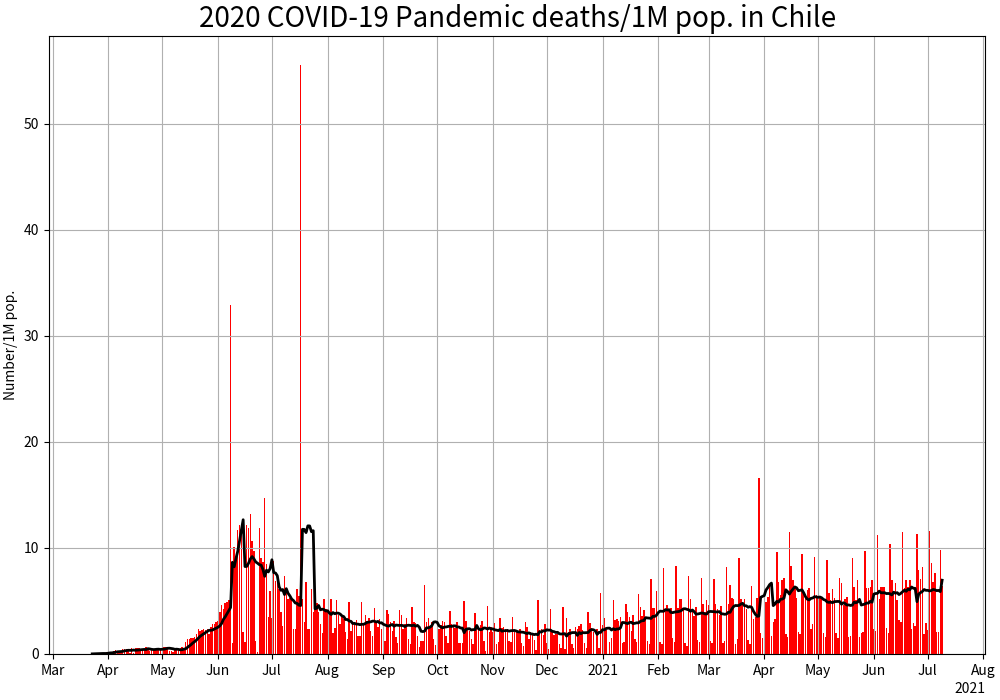 2020 COVID-19 Pandemic deaths/1M pop. in Chile
Number/1M pop.
50
40
30
20
10
0
Mar Apr May Jun Jul Aug Sep Oct Nov Dec 2021 Feb Mar Apr May Jun Jul Aug
2021